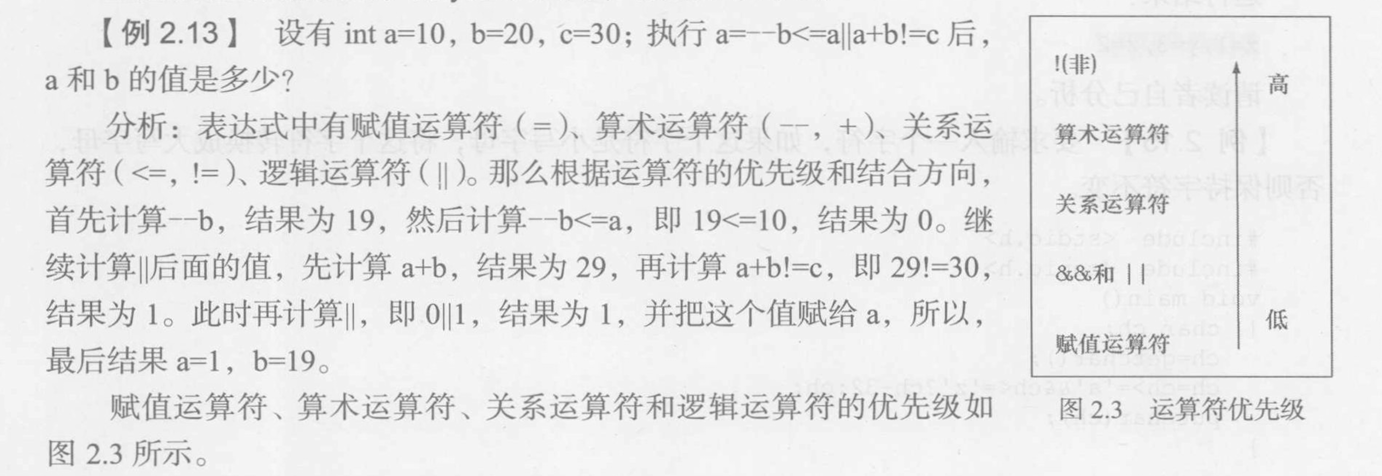 【例 2.13】 设有 int a=10，b=20，c=30；执行 a=--b<=a||a+b!=c 后，
a 和 b 的值是多少？
分析：表达式中有赋值运算符（=）、算术运算符（--，+）、关系运
算符（<=，!=）、逻辑运算符（||）。那么根据运算符的优先级和结合方向，
首先计算--b，结果为 19，然后计算--b<=a，即 19<=10，结果为 0。继
续计算||后面的值，先计算 a+b，结果为 29，再计算 a+b!=c，即 29!=30，
结果为 1。此时再计算||，即 0||1，结果为 1，并把这个值赋给 a，所以，
最后结果 a=1，b=19。
赋值运算符、算术运算符、关系运算符和逻辑运算符的优先级如
图 2.3 所示。
!(非)
高
算术运算符
关系运算符
&&和 ||
低
赋值运算符
图 2.3 运算符优先级